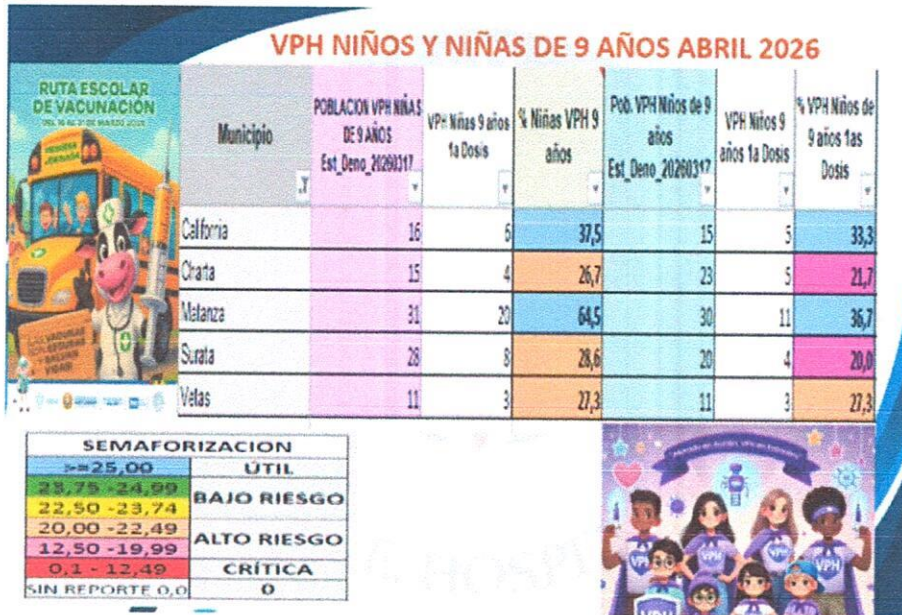 VPH NIÑOS Y NIÑAS DE 9 AÑOS ABRIL 2026
RUTA ESCOLAR
DE VACUNACIÓN
Municipio
POBLACION VPH NIÑAS
DE 9 AÑOS
Est_Deno_20260317
VPH Niñas 9 años
1a Dosis
% Niñas VPH 9
años
Pob. VPH Niños de 9
años
Est_Deno_20260317
VPH Niños 9
años 1a Dosis
% VPH Niños de
9 años 1as
Dosis
California 16 6 37,5 15 5 33,3
Charta 15 4 26,7 23 5 21,7
Matanza 31 20 64,5 30 11 36,7
Surata 28 8 28,6 20 4 20,0
Vetas 11 3 27,3 11 3 27,3
SEMAFORIZACION
>=25,00 ÚTIL
23,75 -24,99
BAJO RIESGO
22,50 -23,74
20,00 -22,49
ALTO RIESGO
12,50 -19,99
0,1 - 12,49 CRÍTICA
SIN REPORTE 0,0 0
VPH
VPH
VPH
VPH
VPH